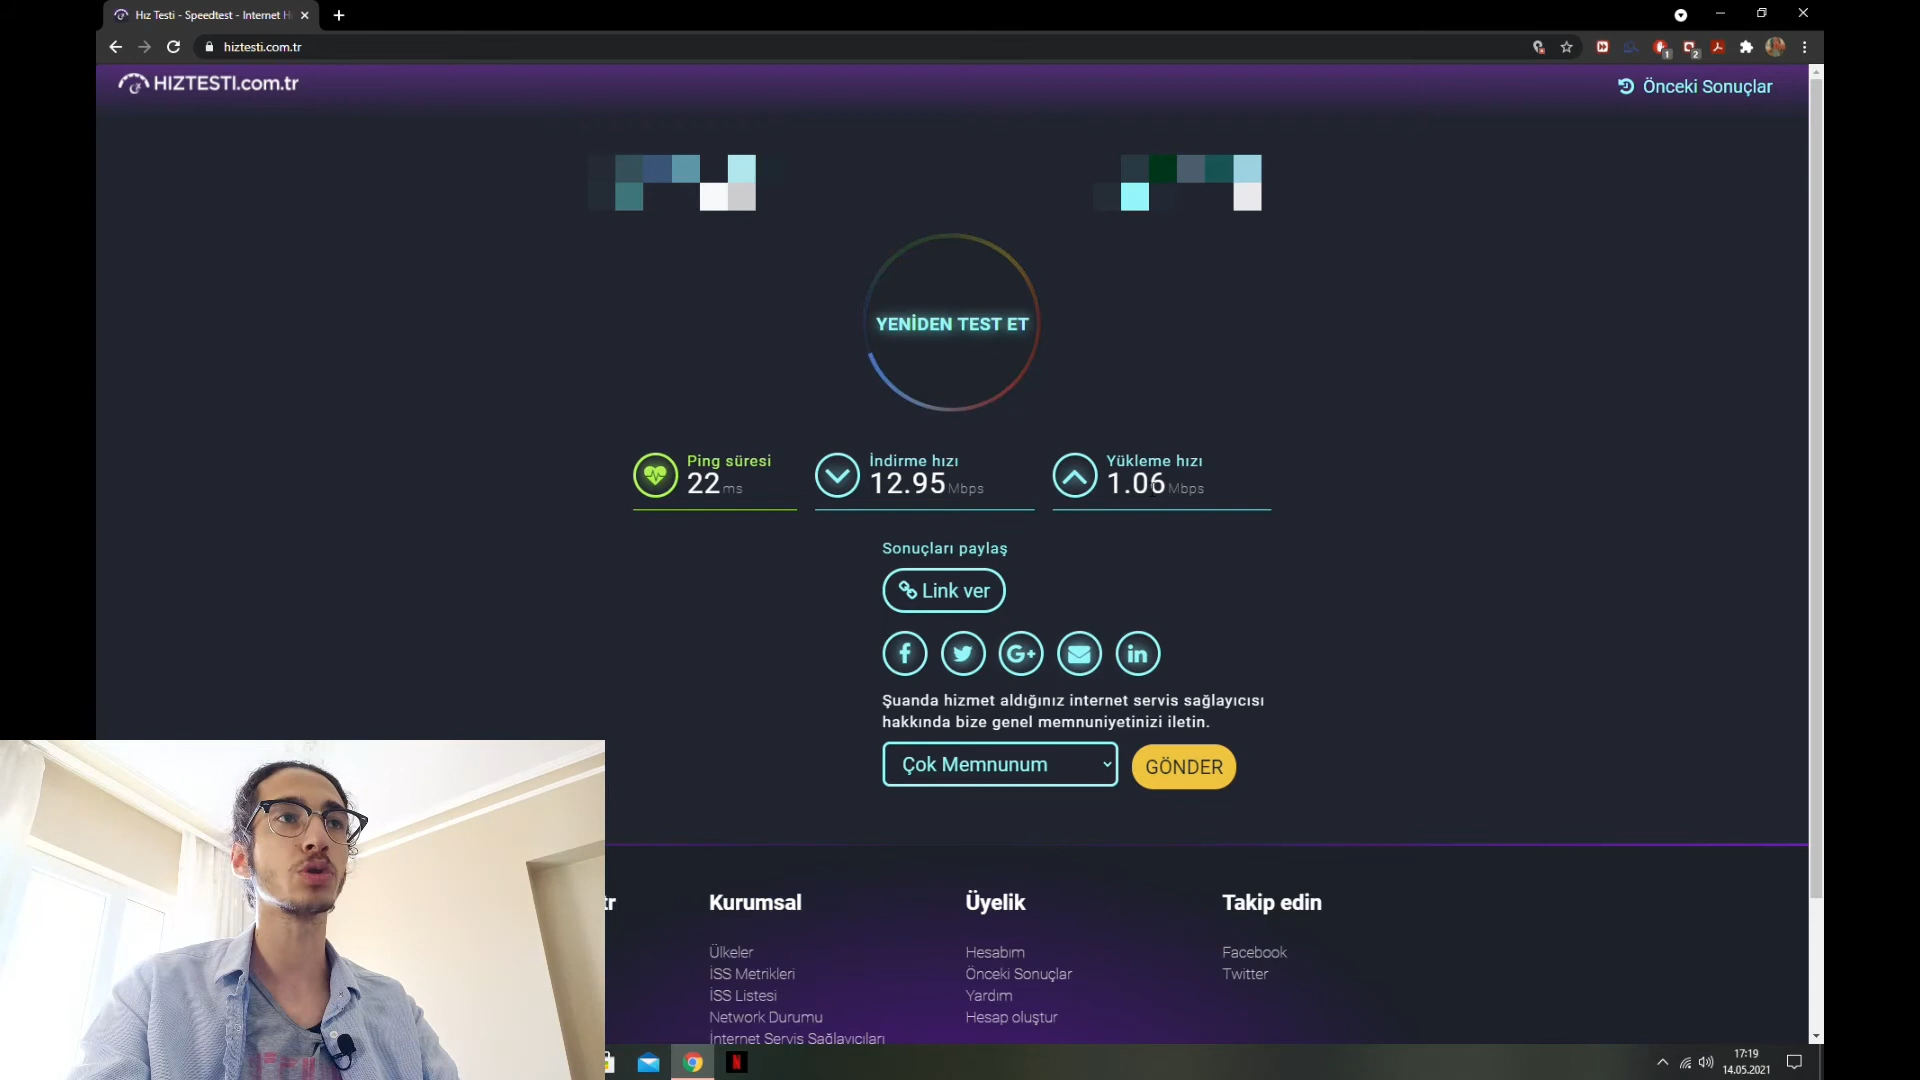 Hız Testi - Speedtest - Internet H
hiztesti.com.tr
1
2
HIZTESTİ.com.tr
Önceki Sonuçlar
YENİDEN TEST ET
Ping süresi
22 ms
İndirme hızı
12.95 Mbps
Yükleme hızı
1.06 Mbps
Sonuçları paylaş
Link ver
Şuanda hizmet aldığınız internet servis sağlayıcısı
hakkında bize genel memnuniyetinizi iletin.
Çok Memnunum
GÖNDER
tr
Kurumsal
Ülkeler
İSS Metrikleri
İSS Listesi
Network Durumu
İnternet Servis Sağlayıcıları
Üyelik
Hesabım
Önceki Sonuçlar
Yardım
Hesap oluştur
Takip edin
Facebook
Twitter
17:19
14.05.2021